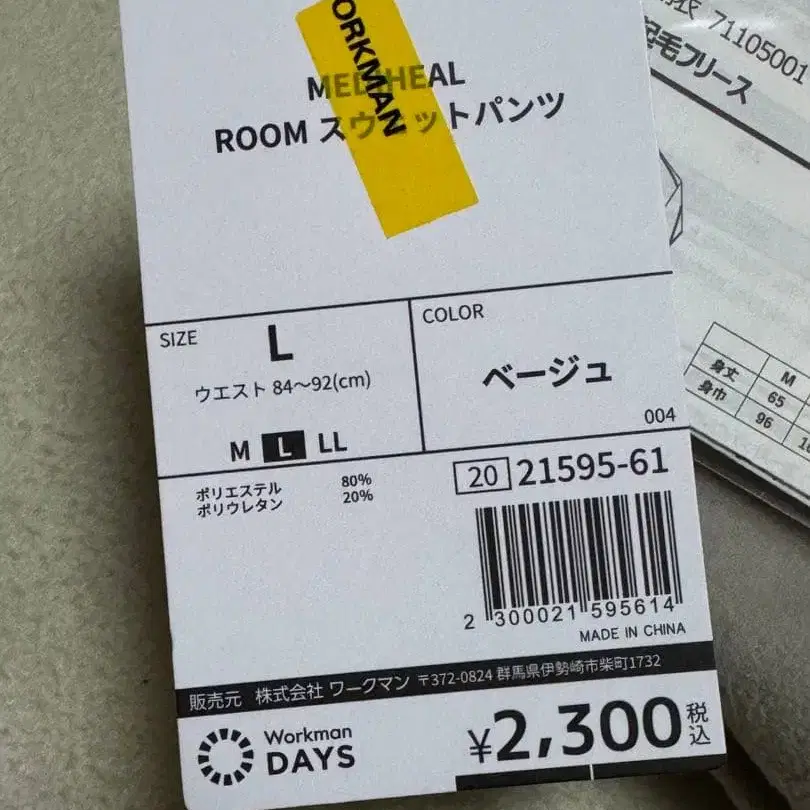 WORKMAN
MEDIHEAL
ROOM スウェットパンツ
SIZE
L
ウエスト 84〜92(cm)
M L LL
COLOR
ベージュ
004
ポリエステル 80%
ポリウレタン 20%
20 21595-61
2 300021 595614
MADE IN CHINA
販売元 株式会社 ワークマン 〒372-0824 群馬県伊勢崎市柴町1732
Workman
DAYS
¥2,300 税込
衣 71105001
起毛フリース
M
身丈 65
身巾 96